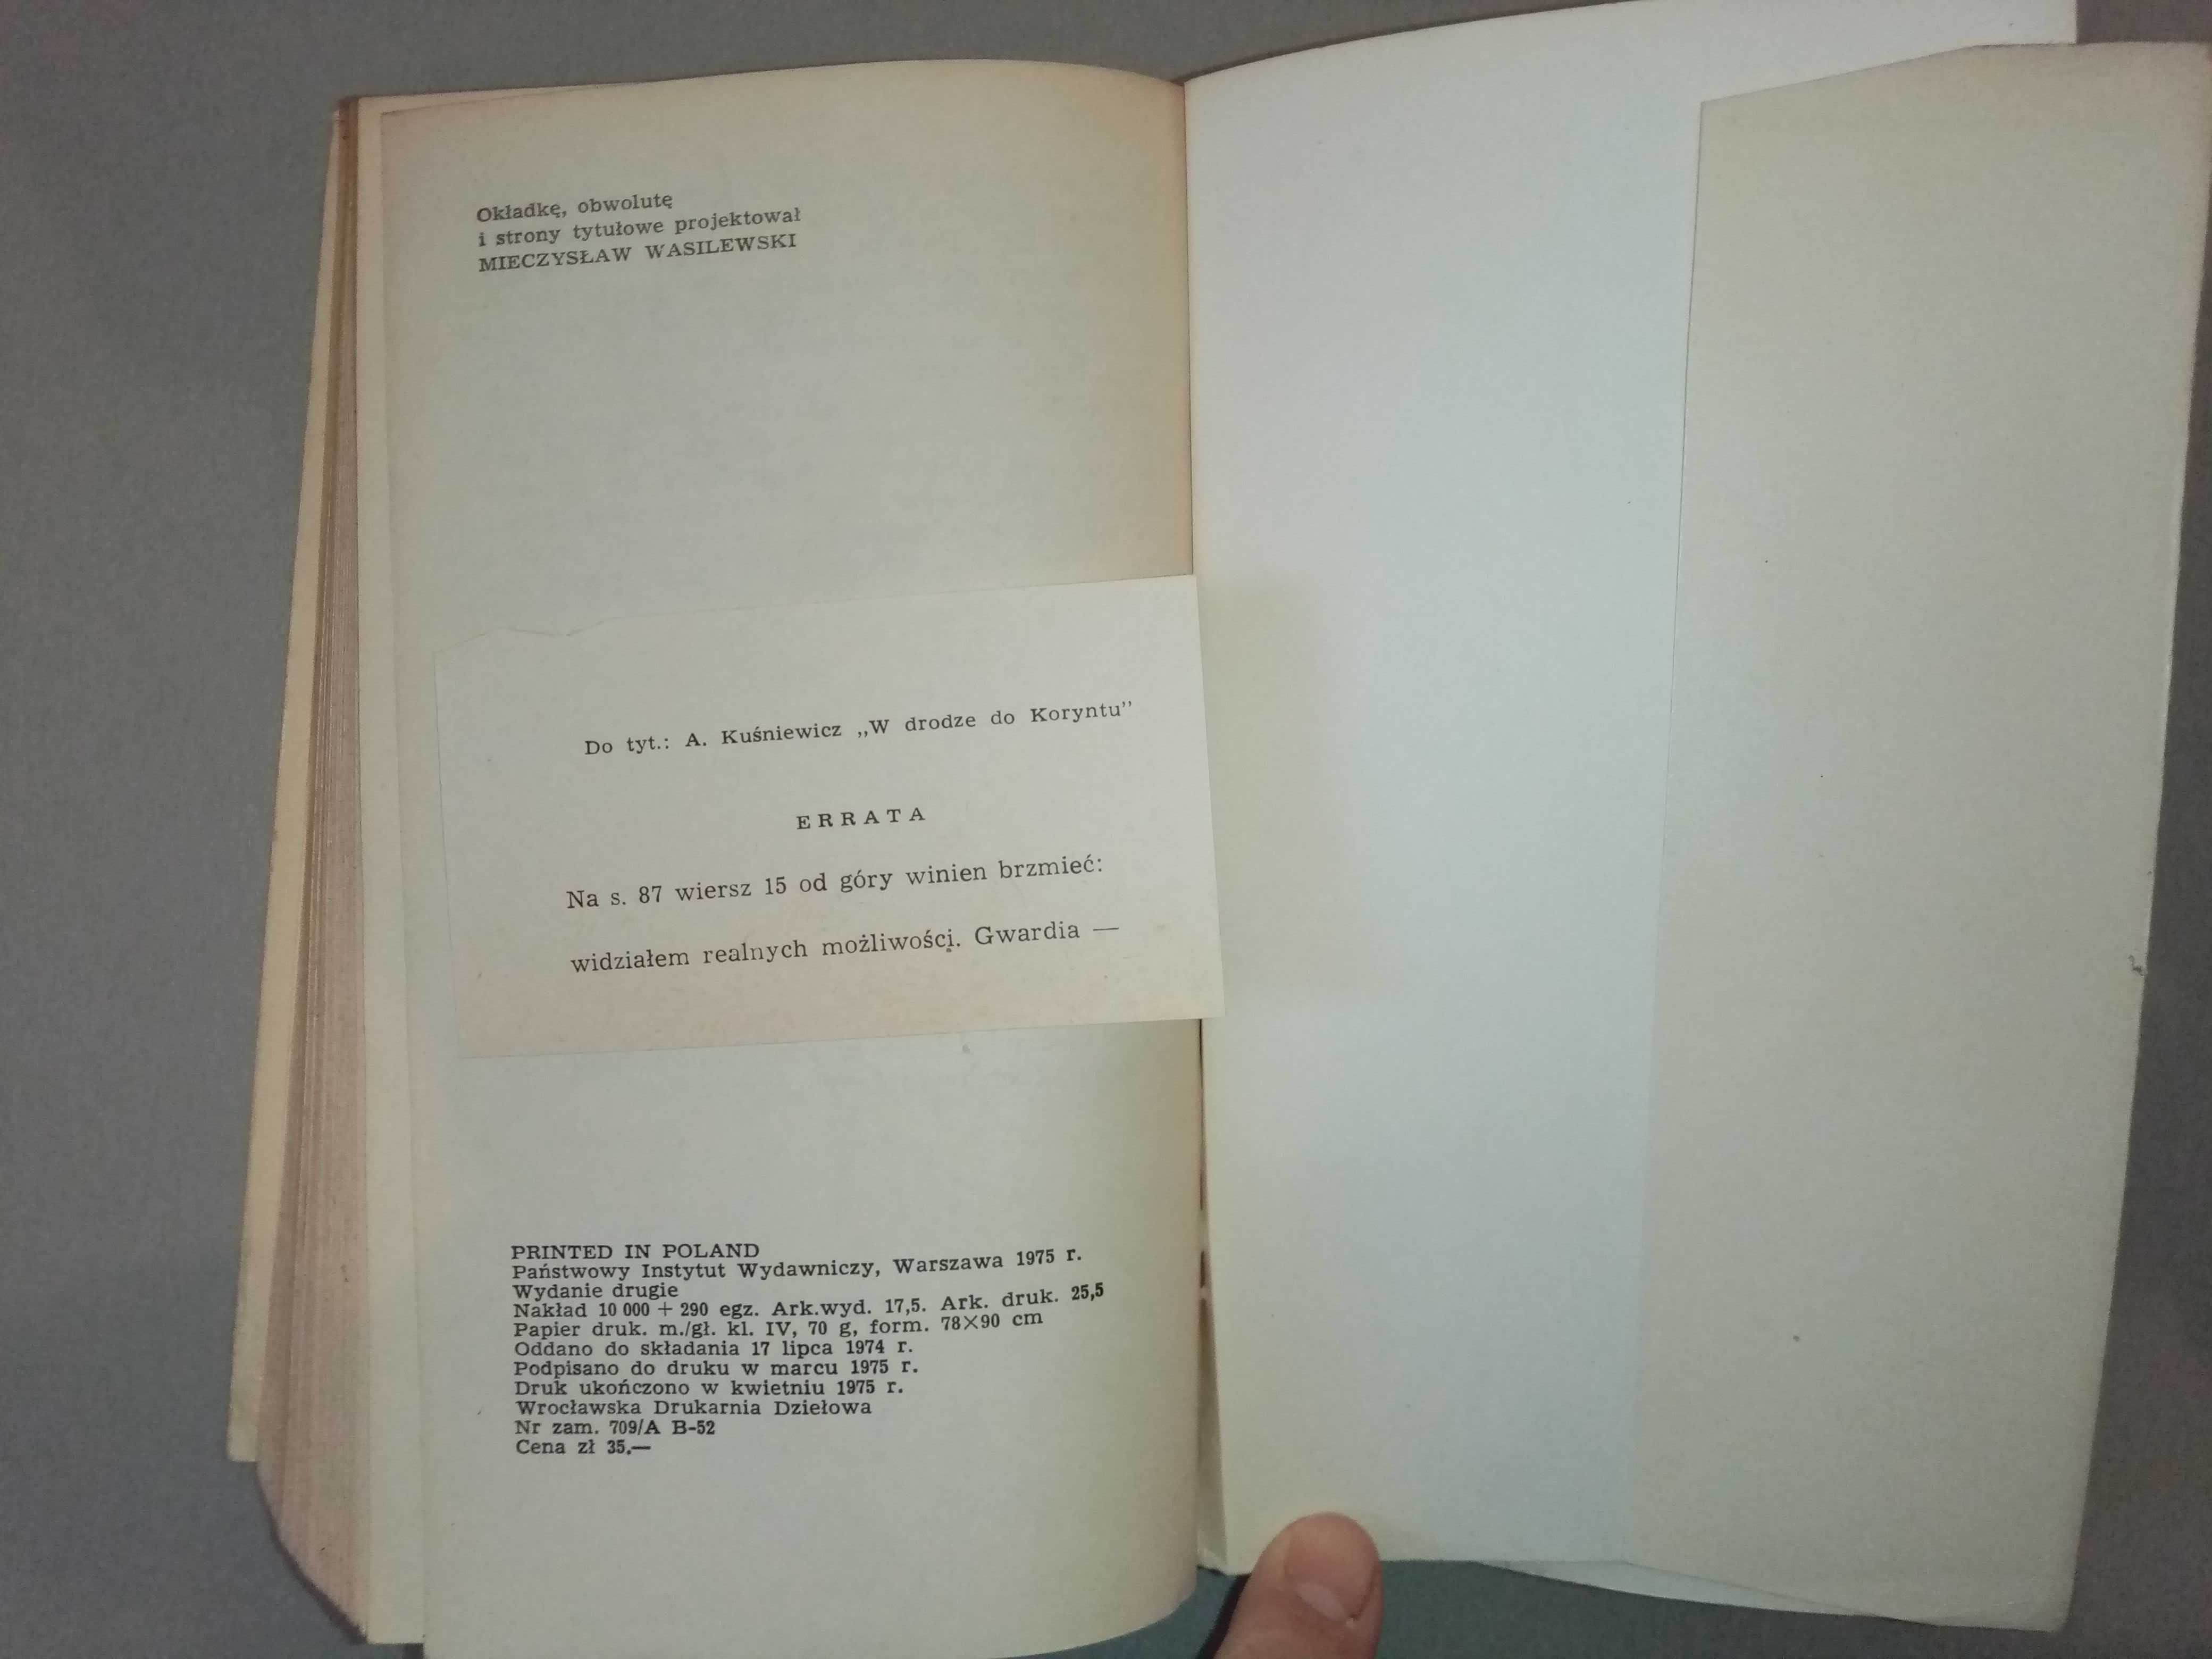 Okładkę, obwolutę
i strony tytułowe projektował
MIECZYSŁAW WASILEWSKI
Do tyt.: A. Kuśniewicz „W drodze do Koryntu”
ERRATA
Na s. 87 wiersz 15 od góry winien brzmieć:
widziałem realnych możliwości. Gwardia —
PRINTED IN POLAND
Państwowy Instytut Wydawniczy, Warszawa 1975 r.
Wydanie drugie
Nakład 10 000 + 290 egz. Ark.wyd. 17,5. Ark. druk. 25,5
Papier druk. m./gł. kl. IV, 70 g, form. 78×90 cm
Oddano do składania 17 lipca 1974 r.
Podpisano do druku w marcu 1975 r.
Druk ukończono w kwietniu 1975 r.
Wrocławska Drukarnia Dziełowa
Nr zam. 709/A B-52
Cena zł 35.—